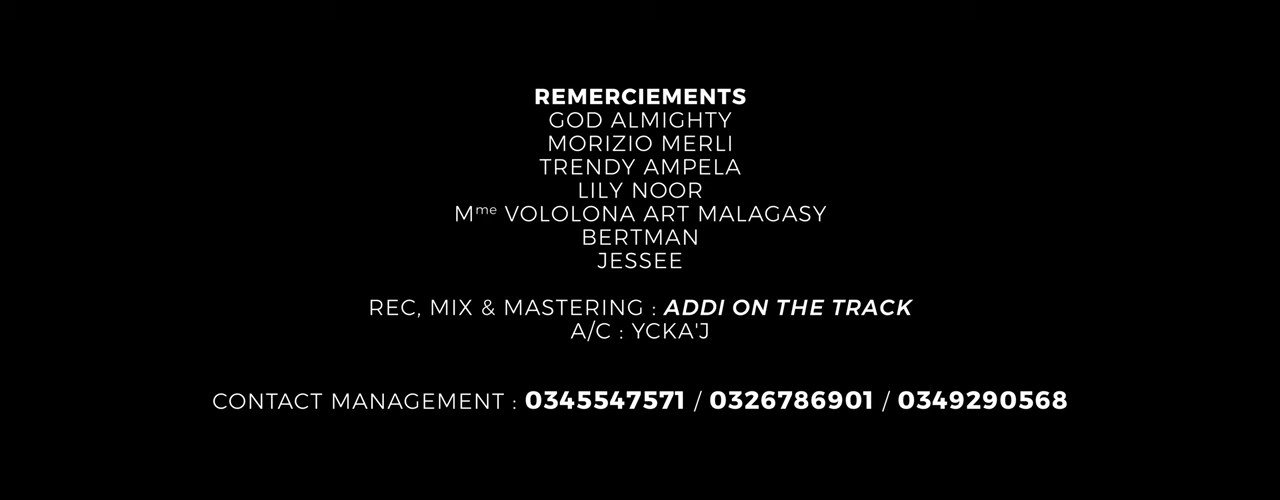 REMERCIEMENTS
GOD ALMIGHTY
MORIZIO MERLI
TRENDY AMPELA
LILY NOOR
Mme VOLOLONA ART MALAGASY
BERTMAN
JESSEE
REC, MIX & MASTERING : ADDI ON THE TRACK
A/C : YCKA'J
CONTACT MANAGEMENT : 0345547571 / 0326786901 / 0349290568